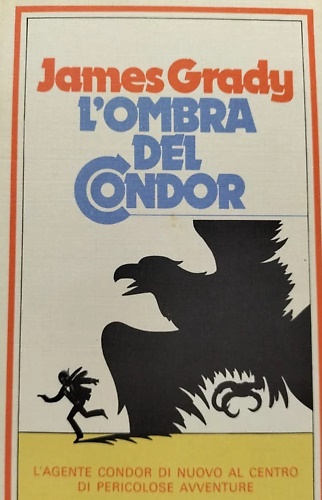 James Grady
L'OMBRA
DEL
CONDOR
L'AGENTE CONDOR DI NUOVO AL CENTRO
DI PERICOLOSE AVVENTURE